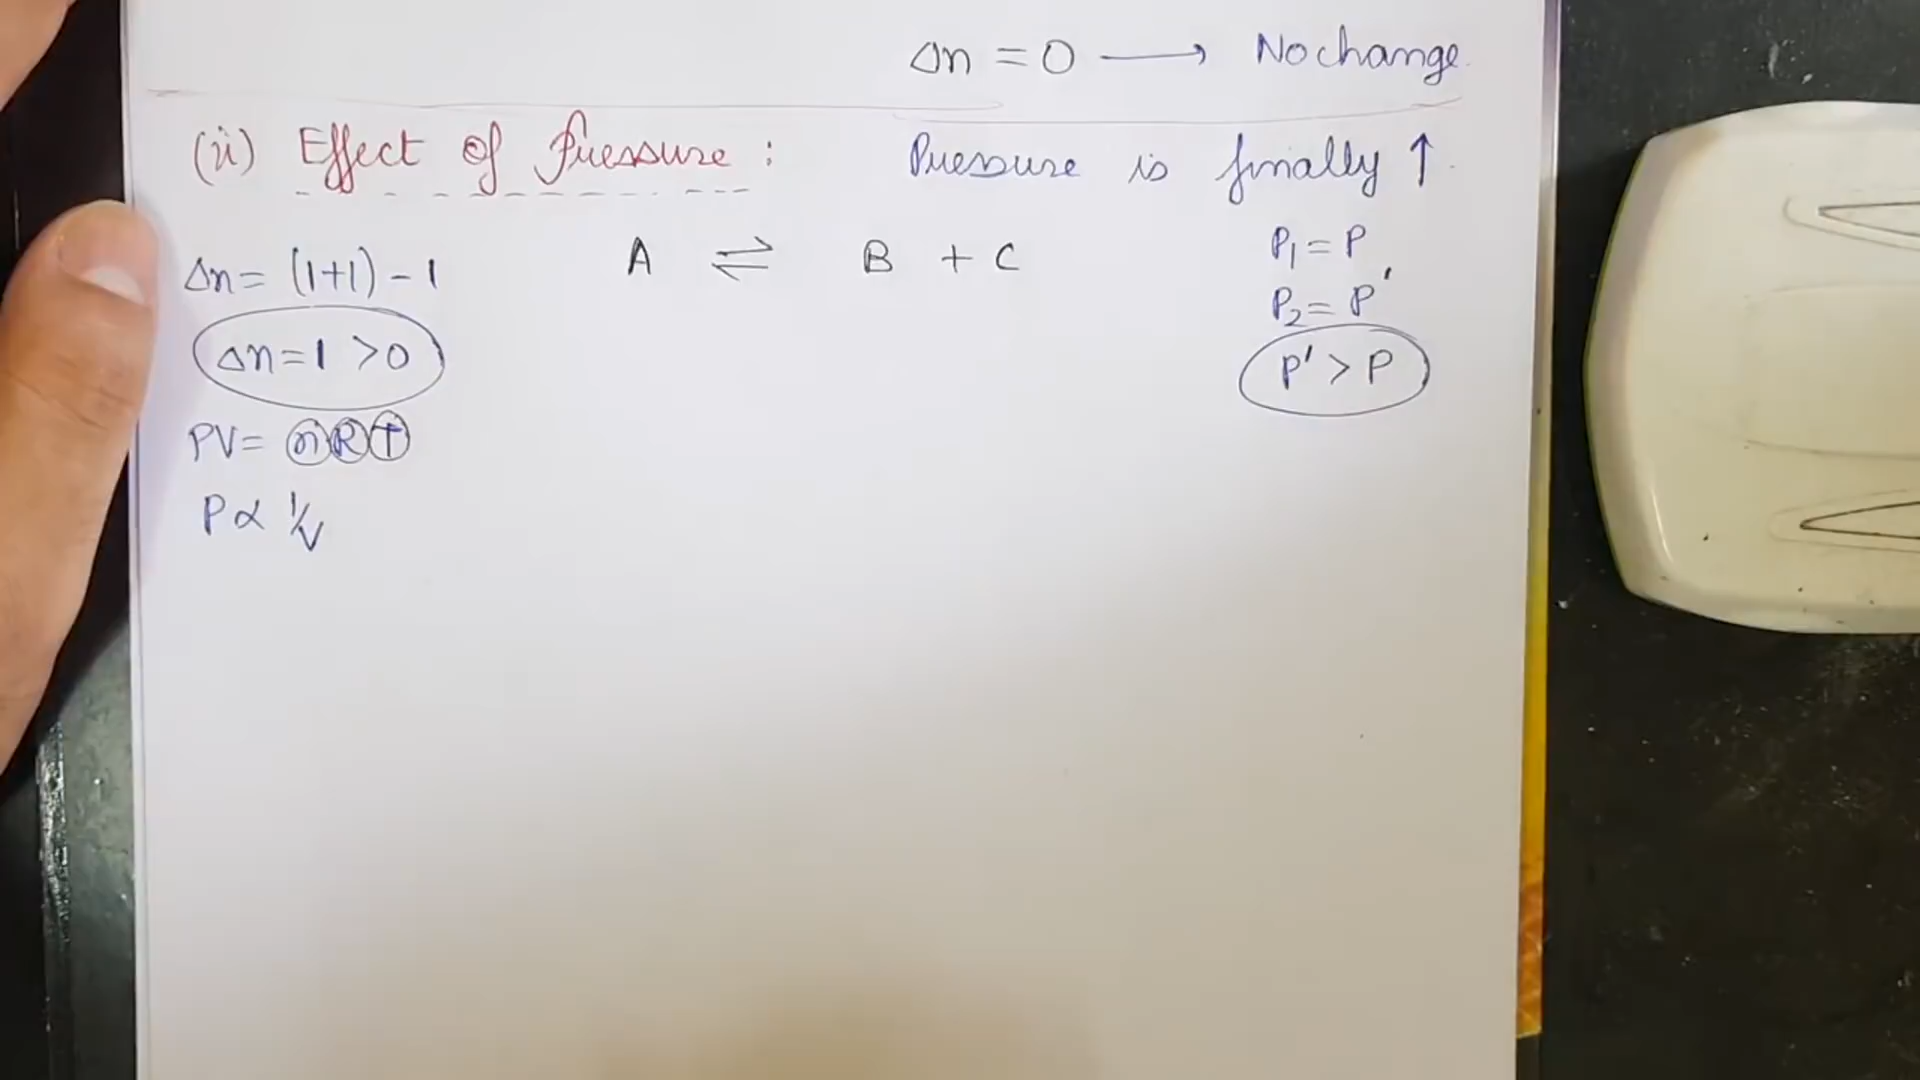 Δn = 0 ⟶ No change.
(ii) Effect of Pressure :
Pressure is finally ↑.
Δn = (1+1) - 1
A ⇌ B + C
P₁ = P
P₂ = P'
Δn = 1 > 0
P' > P
PV = nRT
P ∝ 1/V